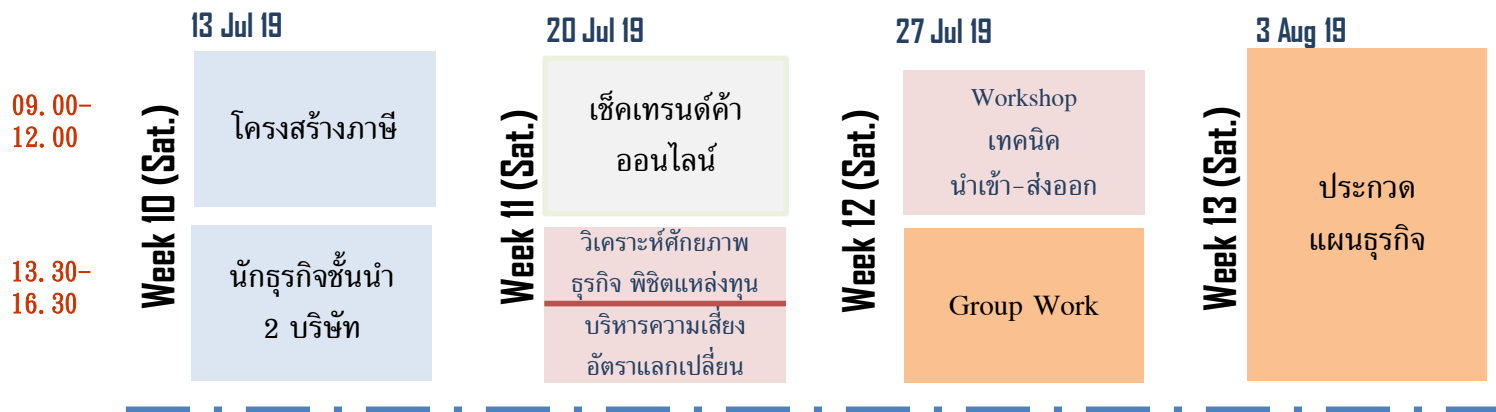 13 Jul 19
20 Jul 19
27 Jul 19
3 Aug 19
09.00-
12.00
13.30-
16.30
Week 10 (Sat.)
โครงสร้างภาษี
นักธุรกิจชั้นนำ
2 บริษัท
Week 11 (Sat.)
เช็คเทรนด์ค้า
ออนไลน์
วิเคราะห์ศักยภาพ
ธุรกิจ พิชิตแหล่งทุน
บริหารความเสี่ยง
อัตราแลกเปลี่ยน
Week 12 (Sat.)
Workshop
เทคนิค
นำเข้า-ส่งออก
Group Work
Week 13 (Sat.)
ประกวด
แผนธุรกิจ